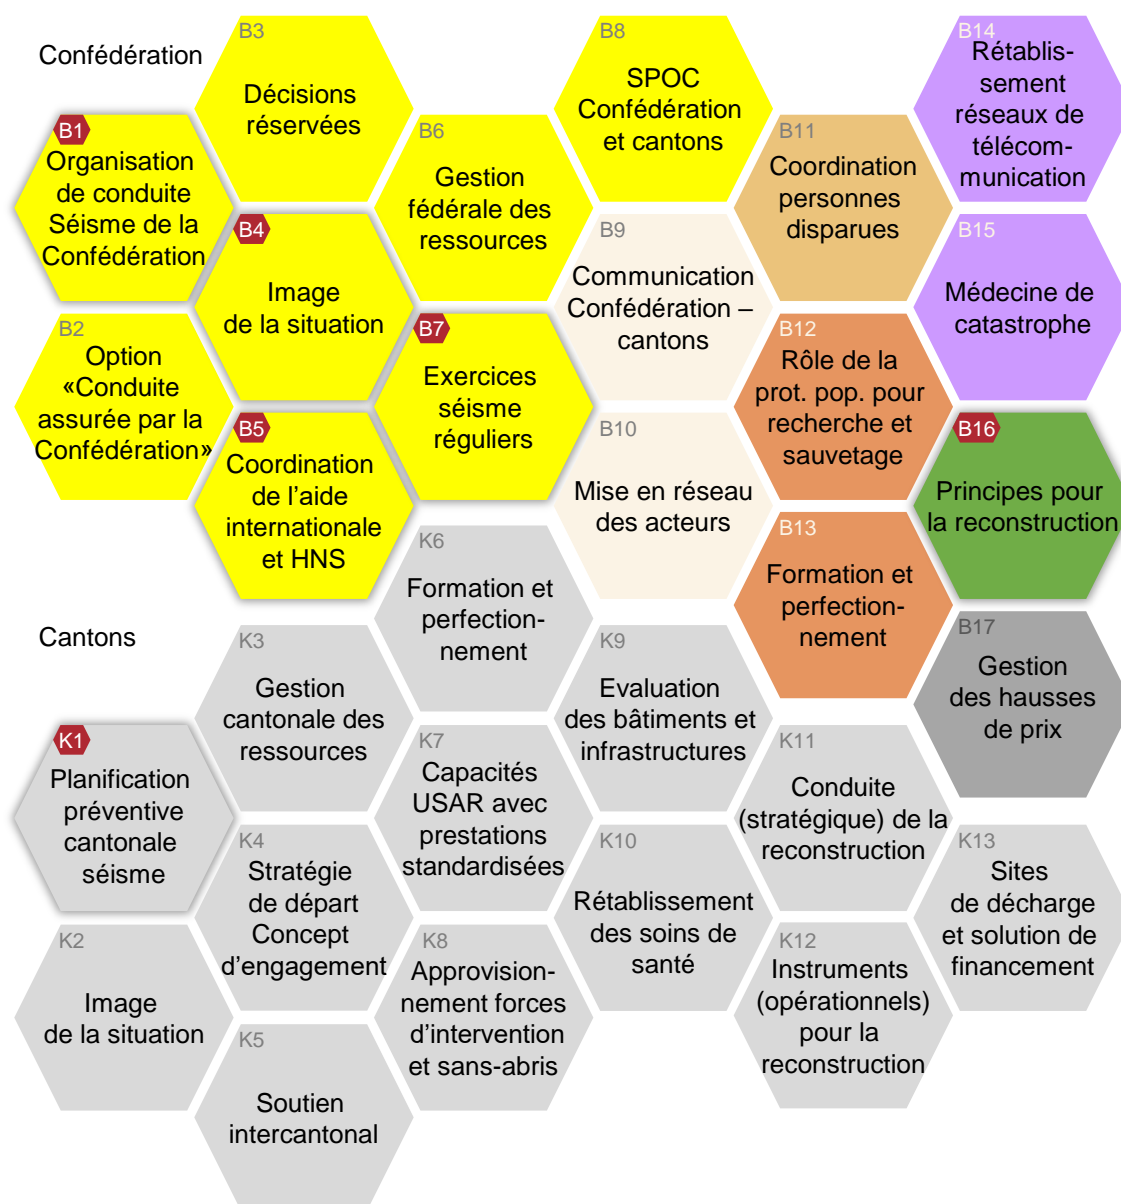 Confédération
B1
Organisation
de conduite
Séisme de la
Confédération
B2
Option
«Conduite
assurée par la
Confédération»
B3
Décisions
réservées
B4
Image
de la situation
B5
Coordination
de l’aide
internationale
et HNS
B6
Gestion
fédérale des
ressources
B7
Exercices
séisme
réguliers
B8
SPOC
Confédération
et cantons
B9
Communication
Confédération –
cantons
B10
Mise en réseau
des acteurs
B11
Coordination
personnes
disparues
B12
Rôle de la
prot. pop. pour
recherche et
sauvetage
B13
Formation et
perfection-
nement
B14
Rétablis-
sement
réseaux de
télécom-
munication
B15
Médecine de
catastrophe
B16
Principes pour
la reconstruction
B17
Gestion
des hausses
de prix
Cantons
K1
Planification
préventive
cantonale
séisme
K2
Image
de la situation
K3
Gestion
cantonale des
ressources
K4
Stratégie
de départ
Concept
d’engagement
K5
Soutien
intercantonal
K6
Formation et
perfection-
nement
K7
Capacités
USAR avec
prestations
standardisées
K8
Approvision-
nement forces
d’intervention
et sans-abris
K9
Evaluation
des bâtiments et
infrastructures
K10
Rétablissement
des soins de
santé
K11
Conduite
(stratégique) de la
reconstruction
K12
Instruments
(opérationnels)
pour la
reconstruction
K13
Sites
de décharge
et solution de
financement